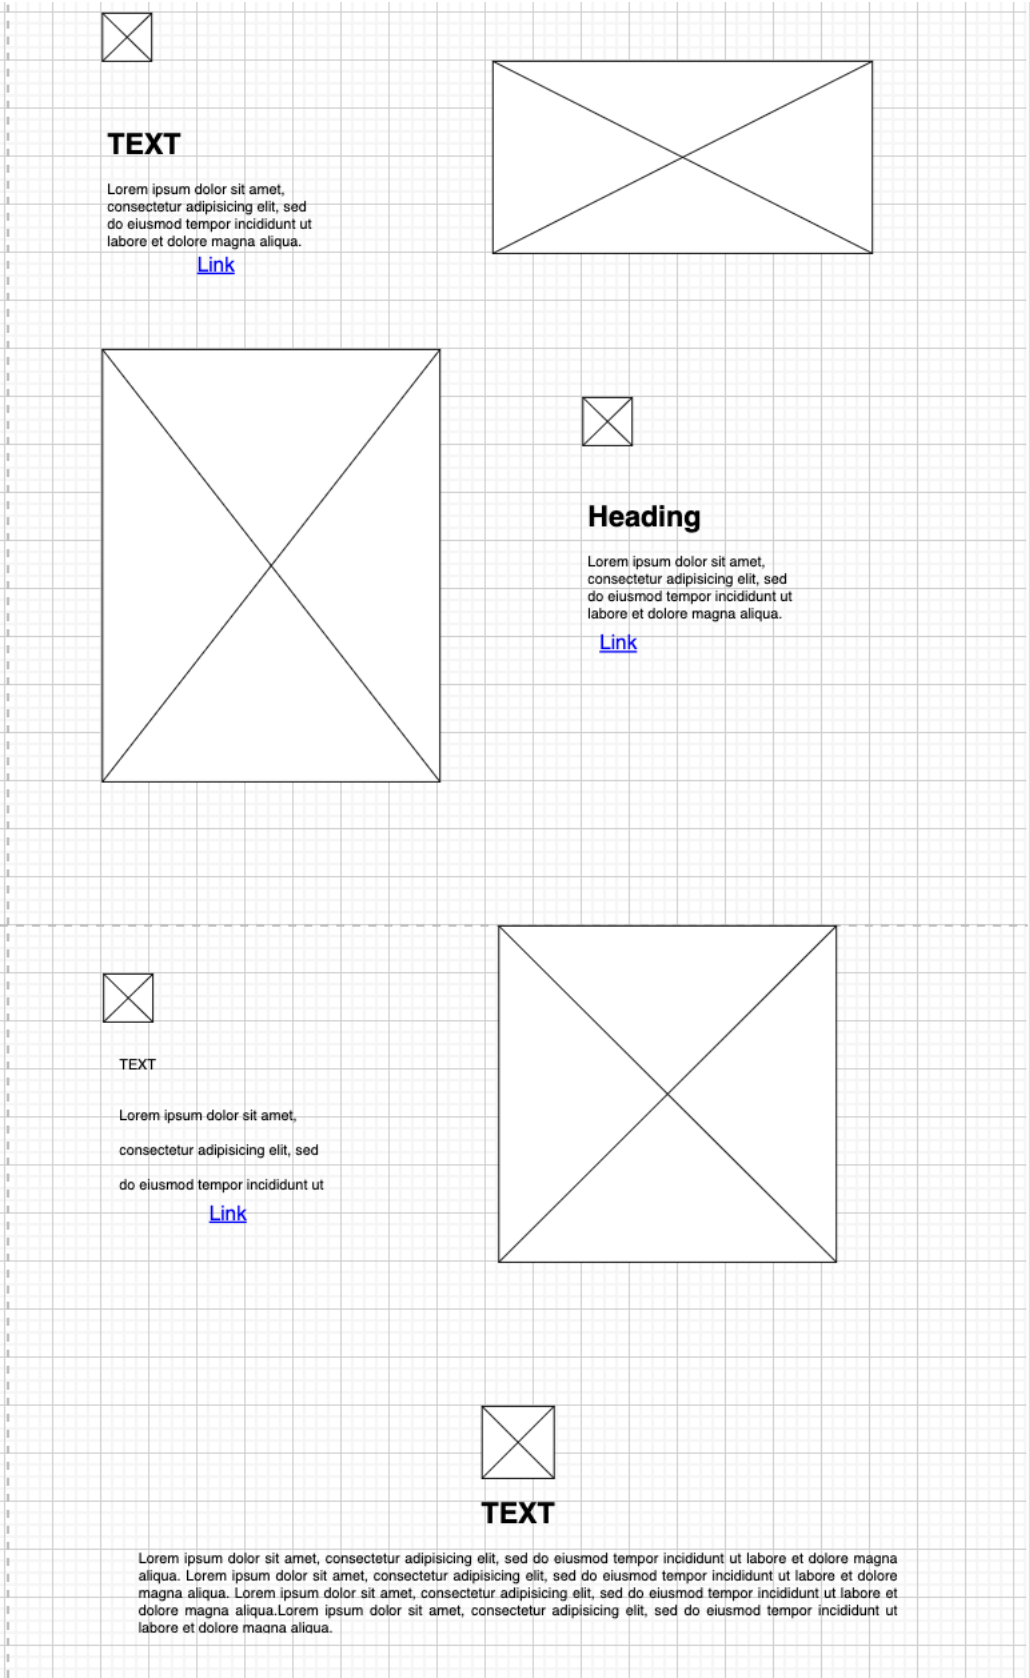 TEXT
Lorem ipsum dolor sit amet,
consectetur adipisicing elit, sed
do eiusmod tempor incididunt ut
labore et dolore magna aliqua.
Link
Heading
Lorem ipsum dolor sit amet,
consectetur adipisicing elit, sed
do eiusmod tempor incididunt ut
labore et dolore magna aliqua.
Link
TEXT
Lorem ipsum dolor sit amet,
consectetur adipisicing elit, sed
do eiusmod tempor incididunt ut
Link
TEXT
Lorem ipsum dolor sit amet, consectetur adipisicing elit, sed do eiusmod tempor incididunt ut labore et dolore magna
aliqua. Lorem ipsum dolor sit amet, consectetur adipisicing elit, sed do eiusmod tempor incididunt ut labore et dolore
magna aliqua. Lorem ipsum dolor sit amet, consectetur adipisicing elit, sed do eiusmod tempor incididunt ut labore et
dolore magna aliqua.Lorem ipsum dolor sit amet, consectetur adipisicing elit, sed do eiusmod tempor incididunt ut
labore et dolore magna aliqua.